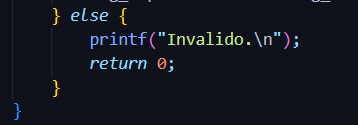 } else {
printf("Invalido.\n");
return 0;
}
}